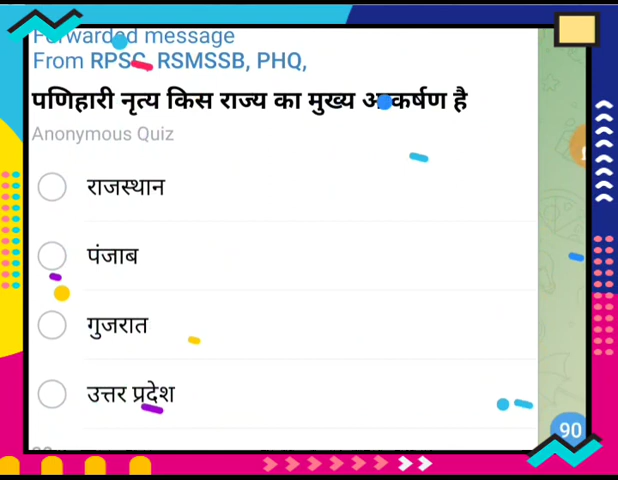 Forwarded message
From RPSC, RSMSSB, PHQ,
पणिहारी नृत्य किस राज्य का मुख्य आकर्षण है
Anonymous Quiz
राजस्थान
पंजाब
गुजरात
उत्तर प्रदेश
90